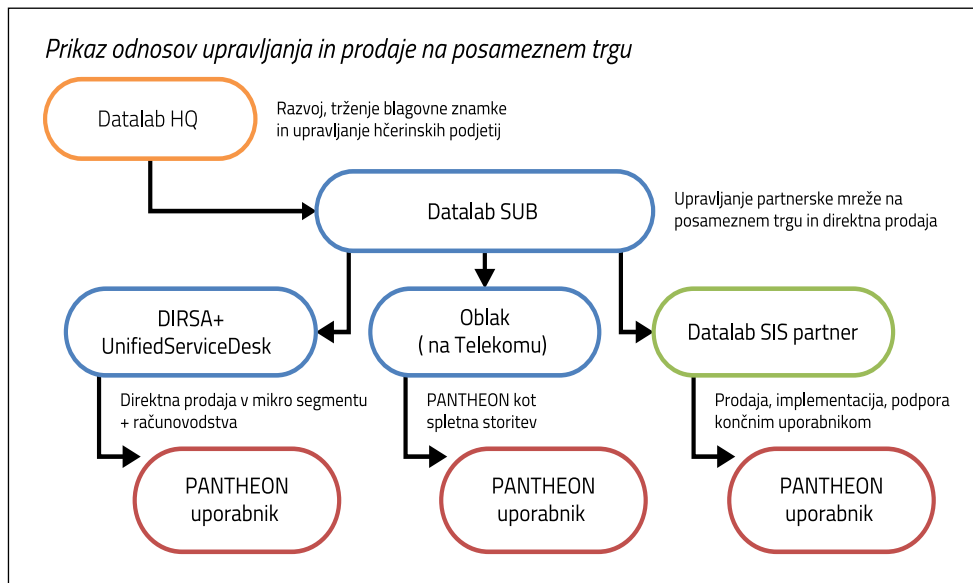 Prikaz odnosov upravljanja in prodaje na posameznem trgu
Datalab HQ
Razvoj, trženje blagovne znamke
in upravljanje hčerinskih podjetij
Datalab SUB
Upravljanje partnerske mreže na
posameznem trgu in direktna prodaja
DIRSA+
UnifiedServiceDesk
Oblak
( na Telekomu)
Datalab SIS partner
Direktna prodaja v mikro segmentu
+ računovodstva
PANTHEON kot
spletna storitev
Prodaja, implementacija, podpora
končnim uporabnikom
PANTHEON
uporabnik
PANTHEON
uporabnik
PANTHEON
uporabnik